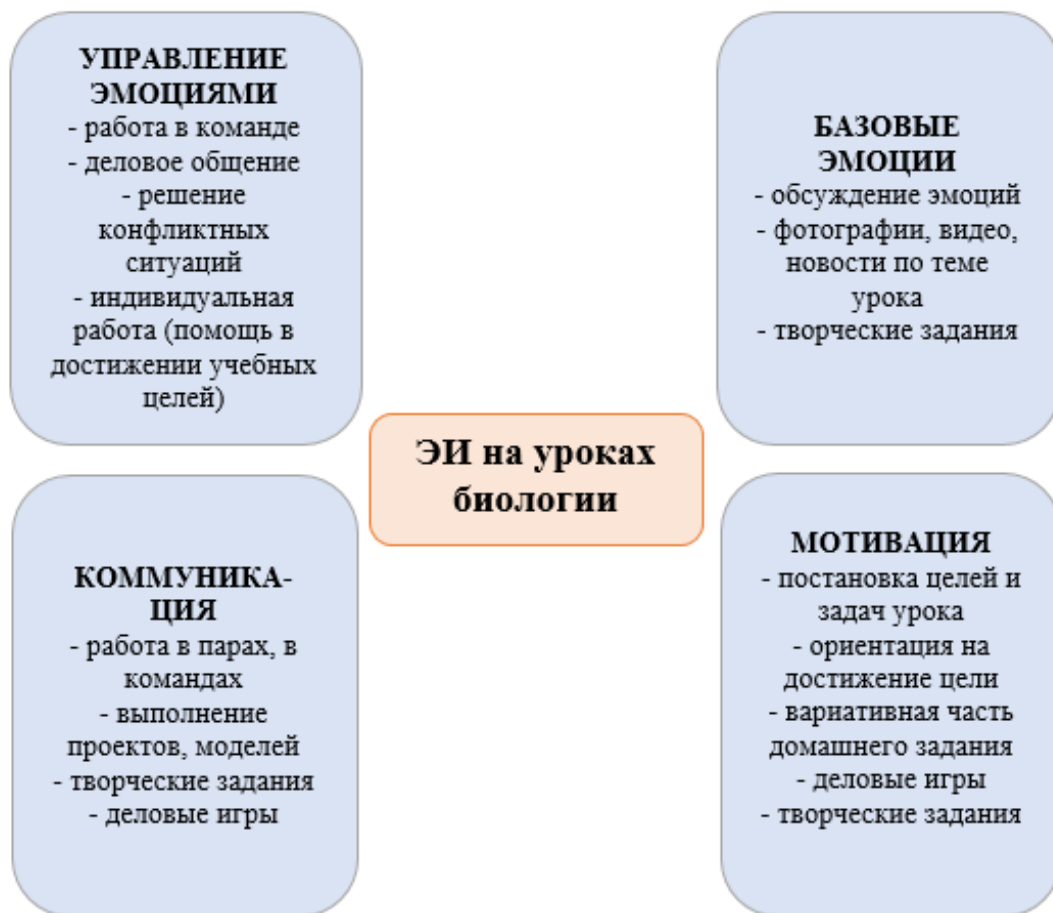 УПРАВЛЕНИЕ
ЭМОЦИЯМИ
- работа в команде
- деловое общение
- решение
конфликтных
ситуаций
- индивидуальная
работа (помощь в
достижении учебных
целей)
БАЗОВЫЕ
ЭМОЦИИ
- обсуждение эмоций
- фотографии, видео,
новости по теме
урока
- творческие задания
ЭИ на уроках
биологии
КОММУНИКА-
ЦИЯ
- работа в парах, в
командах
- выполнение
проектов, моделей
- творческие задания
- деловые игры
МОТИВАЦИЯ
- постановка целей и
задач урока
- ориентация на
достижение цели
- вариативная часть
домашнего задания
- деловые игры
- творческие задания